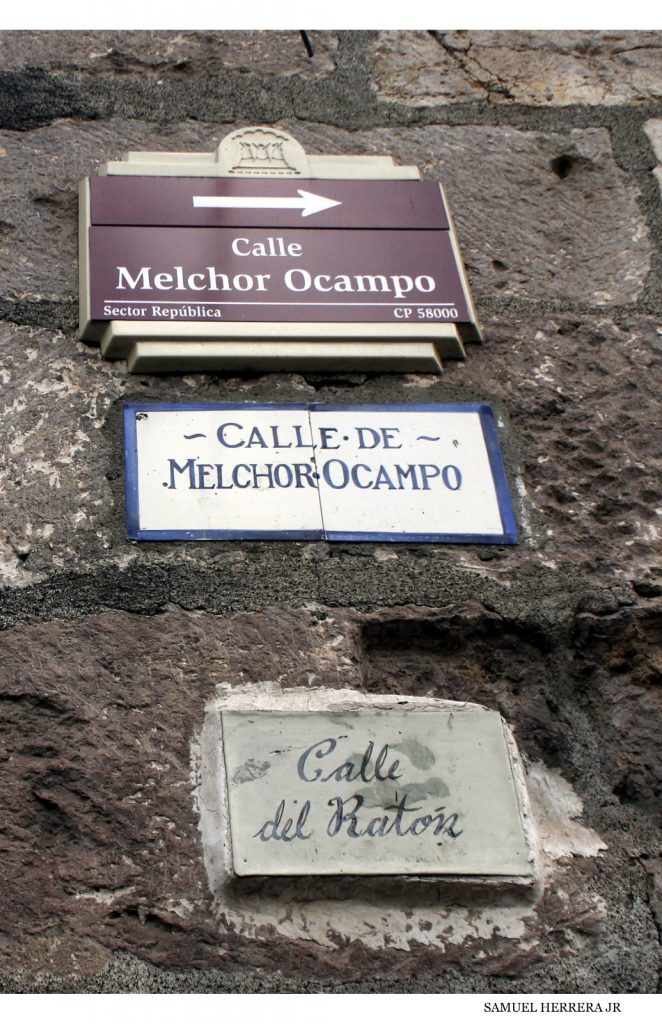 Calle
Melchor Ocampo
Sector República
CP 58000
~ CALLE·DE ~
·MELCHOR·OCAMPO
Calle
del Ratón
SAMUEL HERRERA JR